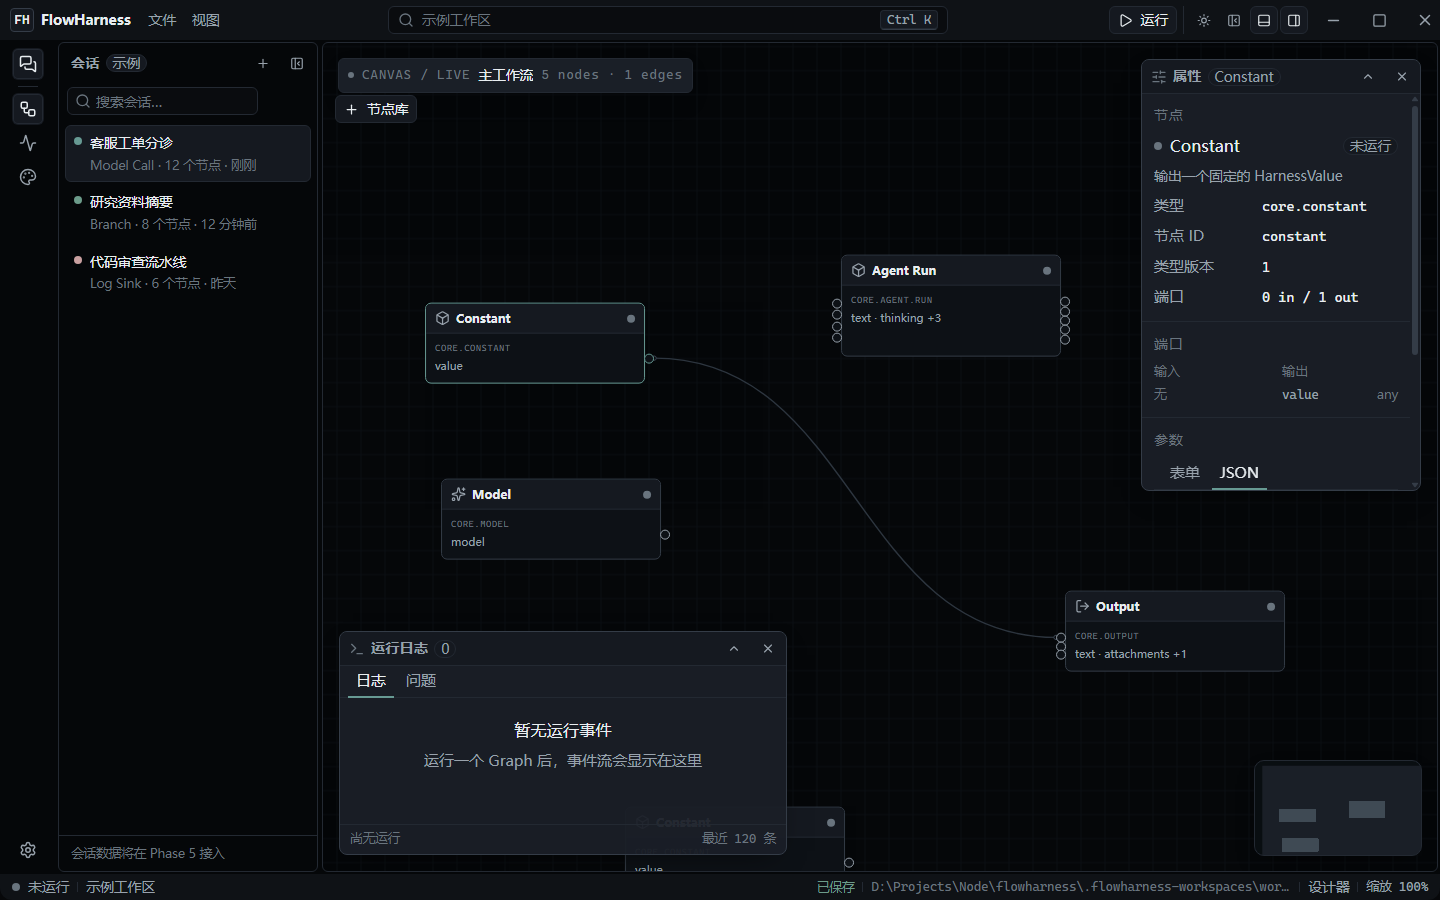 FH FlowHarness 文件 视图
示例工作区 Ctrl K
运行
会话 示例
搜索会话...
客服工单分诊
Model Call · 12 个节点 · 刚刚
研究资料摘要
Branch · 8 个节点 · 12 分钟前
代码审查流水线
Log Sink · 6 个节点 · 昨天
会话数据将在 Phase 5 接入
CANVAS / LIVE 主工作流 5 nodes · 1 edges
节点库
Constant
CORE.CONSTANT
value
Agent Run
CORE.AGENT.RUN
text · thinking +3
Model
CORE.MODEL
model
Output
CORE.OUTPUT
text · attachments +1
运行日志 0
日志 问题
暂无运行事件
运行一个 Graph 后，事件流会显示在这里
Constant
尚无运行 最近 120 条
value
属性 Constant
节点
Constant 未运行
输出一个固定的 HarnessValue
类型 core.constant
节点 ID constant
类型版本 1
端口 0 in / 1 out
端口
输入 输出
无 value any
参数
表单 JSON
未运行 示例工作区
已保存 D:\Projects\Node\flowharness\.flowharness-workspaces\wor… 设计器 缩放 100%